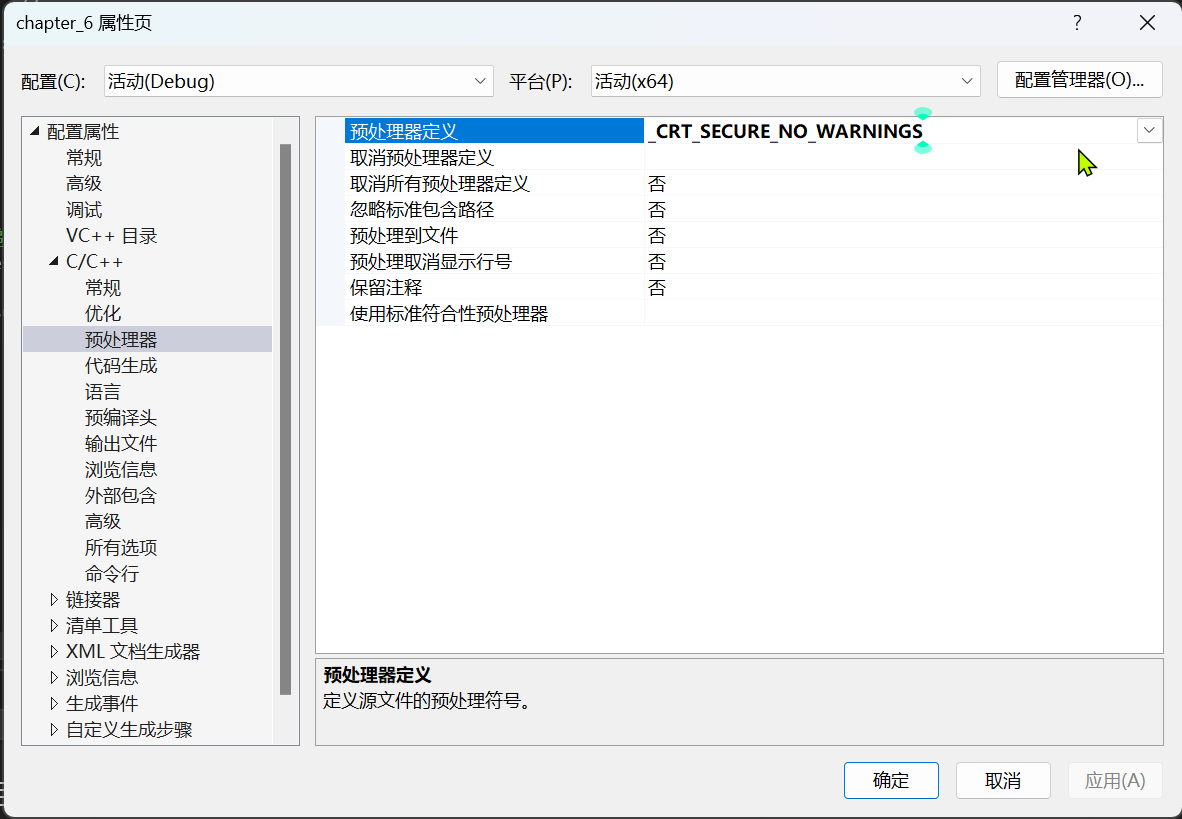 chapter_6 属性页
?
配置(C):
活动(Debug)
平台(P):
活动(x64)
配置管理器(O)...
配置属性
常规
高级
调试
VC++ 目录
C/C++
常规
优化
预处理器
代码生成
语言
预编译头
输出文件
浏览信息
外部包含
高级
所有选项
命令行
链接器
清单工具
XML 文档生成器
浏览信息
生成事件
自定义生成步骤
预处理器定义 _CRT_SECURE_NO_WARNINGS
取消预处理器定义
取消所有预处理器定义 否
忽略标准包含路径 否
预处理到文件 否
预处理取消显示行号 否
保留注释 否
使用标准符合性预处理器
预处理器定义
定义源文件的预处理符号。
确定
取消
应用(A)